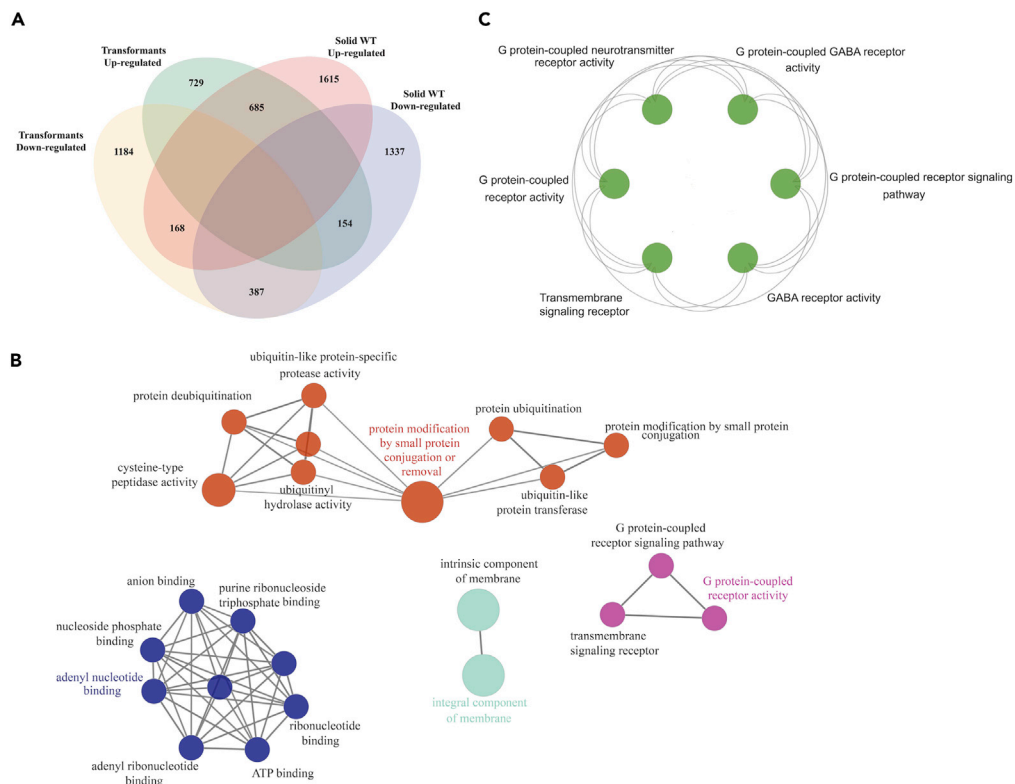 A
Transformants
Up-regulated
Solid WT
Up-regulated
Solid WT
Down-regulated
Transformants
Down-regulated
729
1615
685
1184
1337
168
154
387
C
G protein-coupled neurotransmitter
receptor activity
G protein-coupled GABA receptor
activity
G protein-coupled
receptor activity
G protein-coupled receptor signaling
pathway
Transmembrane
signaling receptor
GABA receptor activity
B
ubiquitin-like protein-specific
protease activity
protein deubiquitination
cysteine-type
peptidase activity
ubiquitinyl
hydrolase activity
protein modification
by small protein
conjugation or
removal
protein ubiquitination
protein modification by small protein
conjugation
ubiquitin-like
protein transferase
anion binding
purine ribonucleoside
triphosphate binding
nucleoside phosphate
binding
adenyl nucleotide
binding
adenyl ribonucleotide
binding
ATP binding
ribonucleotide
binding
intrinsic component
of membrane
integral component
of membrane
G protein-coupled
receptor signaling pathway
G protein-coupled
receptor activity
transmembrane
signaling receptor